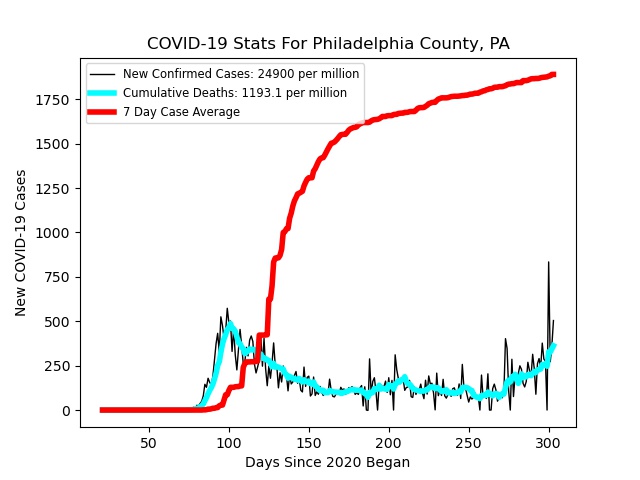 COVID-19 Stats For Philadelphia County, PA
New Confirmed Cases: 24900 per million
Cumulative Deaths: 1193.1 per million
7 Day Case Average
1750
1500
1250
1000
750
500
250
0
New COVID-19 Cases
50 100 150 200 250 300
Days Since 2020 Began